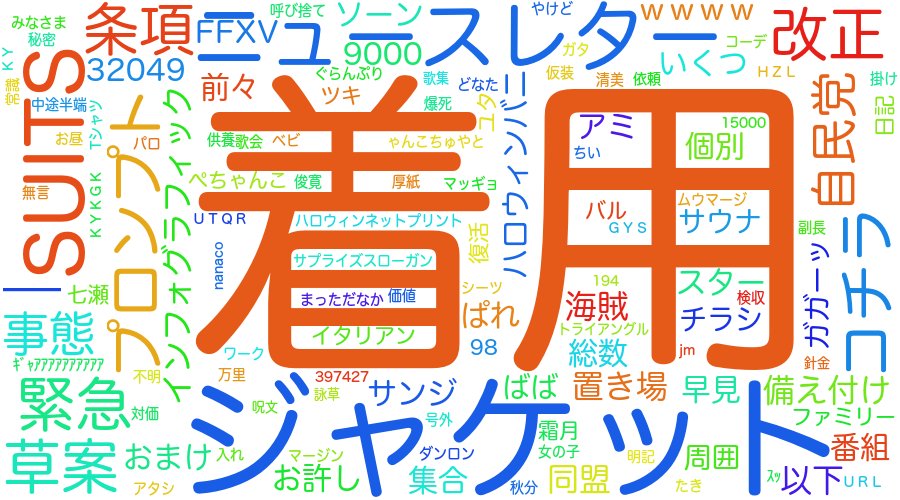 みなさま
条項
ニュースレター
呼び捨て
ソーン
やけど
WWWW
改正
秘密
FFXV
9000
ガタ
コーデ
KY
32049
いくつ
常識
SUITS
前々
ぐらんぷり
ツキ
歌集
どなた
仮装
清美
依頼
HZL
自民党
掛け
日記
中途半端
Tシャツ
プロンプト
インフォグラフィック
爆死
ユタ
ハロウィンバニー
お昼
パロ
供養
歌会
ベビ
ゃんこちゅやと
着用
アミ
15000
個別
ちい
ぺちゃんこ
俊寛
厚紙
マッギョ
無言
KYKGK
UTQR
ハロウィンネットプリント
バル
GYS
ムウマージ
サウナ
副長
コチラ
nanaco
サプライズスローガン
復活
ガガーッ
七瀬
まっただなか
価値
シーツ
194
スター
検収
海賊
チラシ
ぱれ
事態
イタリアン
トライアングル
ギャアアアアアアアアアア
ワーク
98
総数
jm
針金
不明
万里
397427
詠草
サンジ
ばば
置き場
早見
備え付け
緊急
対価
呪文
号外
ファミリー
ジャケット
霜月
女の子
草案
おまけ
入れ
マージン
お許し
ダンロン
集合
明記
周囲
番組
アタシ
秋分
同盟
たき
スッ
以下
URL